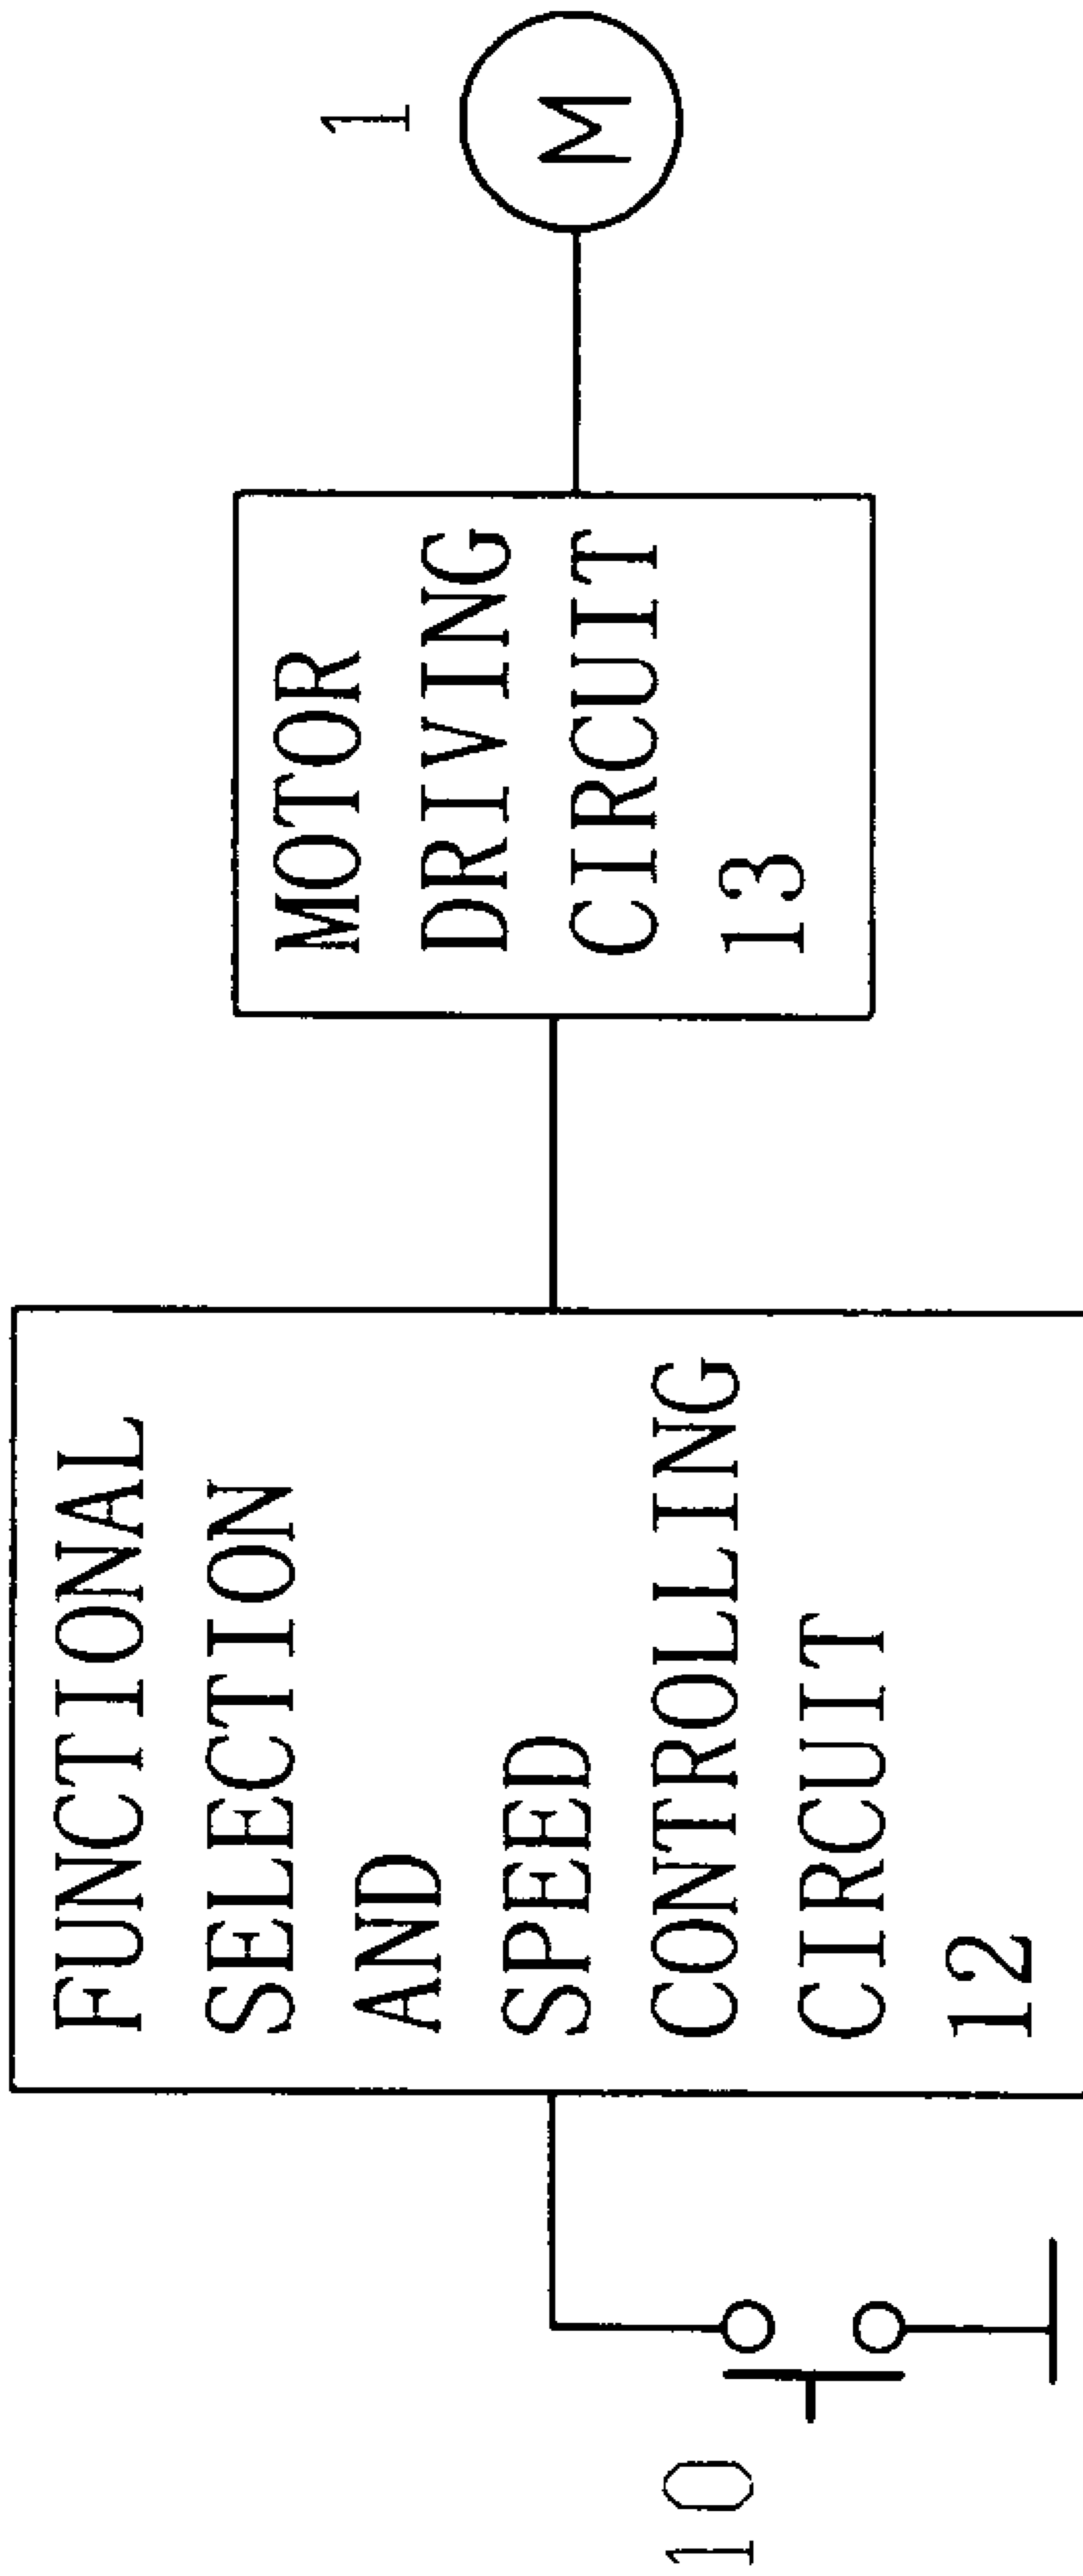 10
FUNCTIONAL
SELECTION
AND
SPEED
CONTROLLING
CIRCUIT
12
MOTOR
DRIVING
CIRCUIT
13
1
M